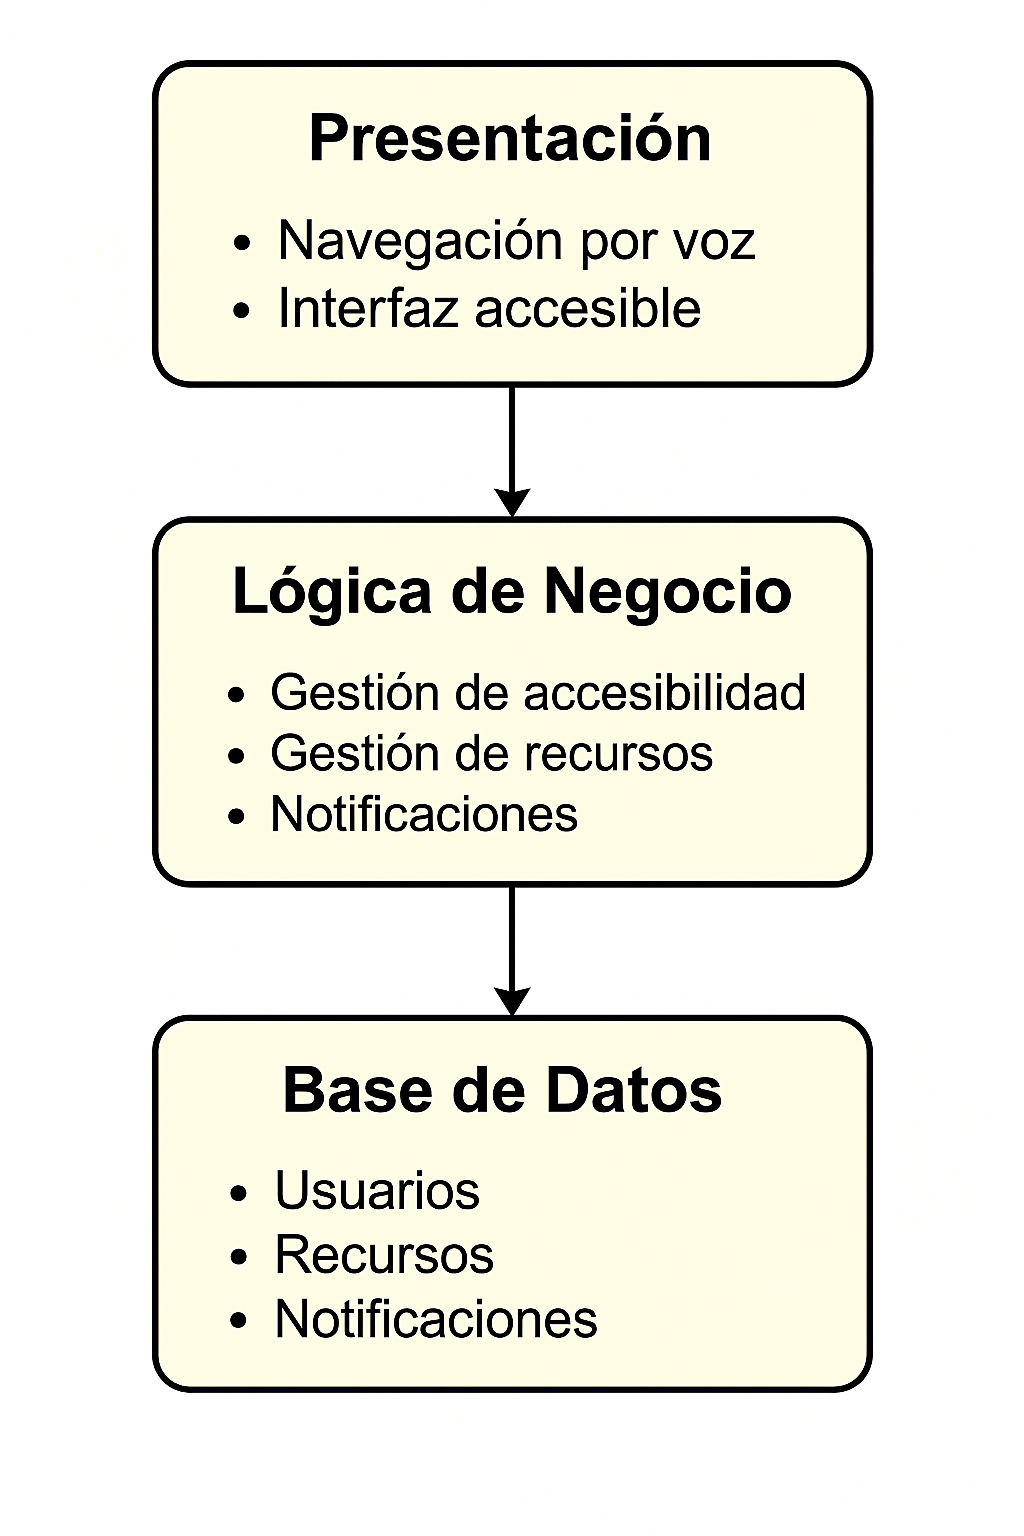 Presentación
• Navegación por voz
• Interfaz accesible
Lógica de Negocio
• Gestión de accesibilidad
• Gestión de recursos
• Notificaciones
Base de Datos
• Usuarios
• Recursos
• Notificaciones